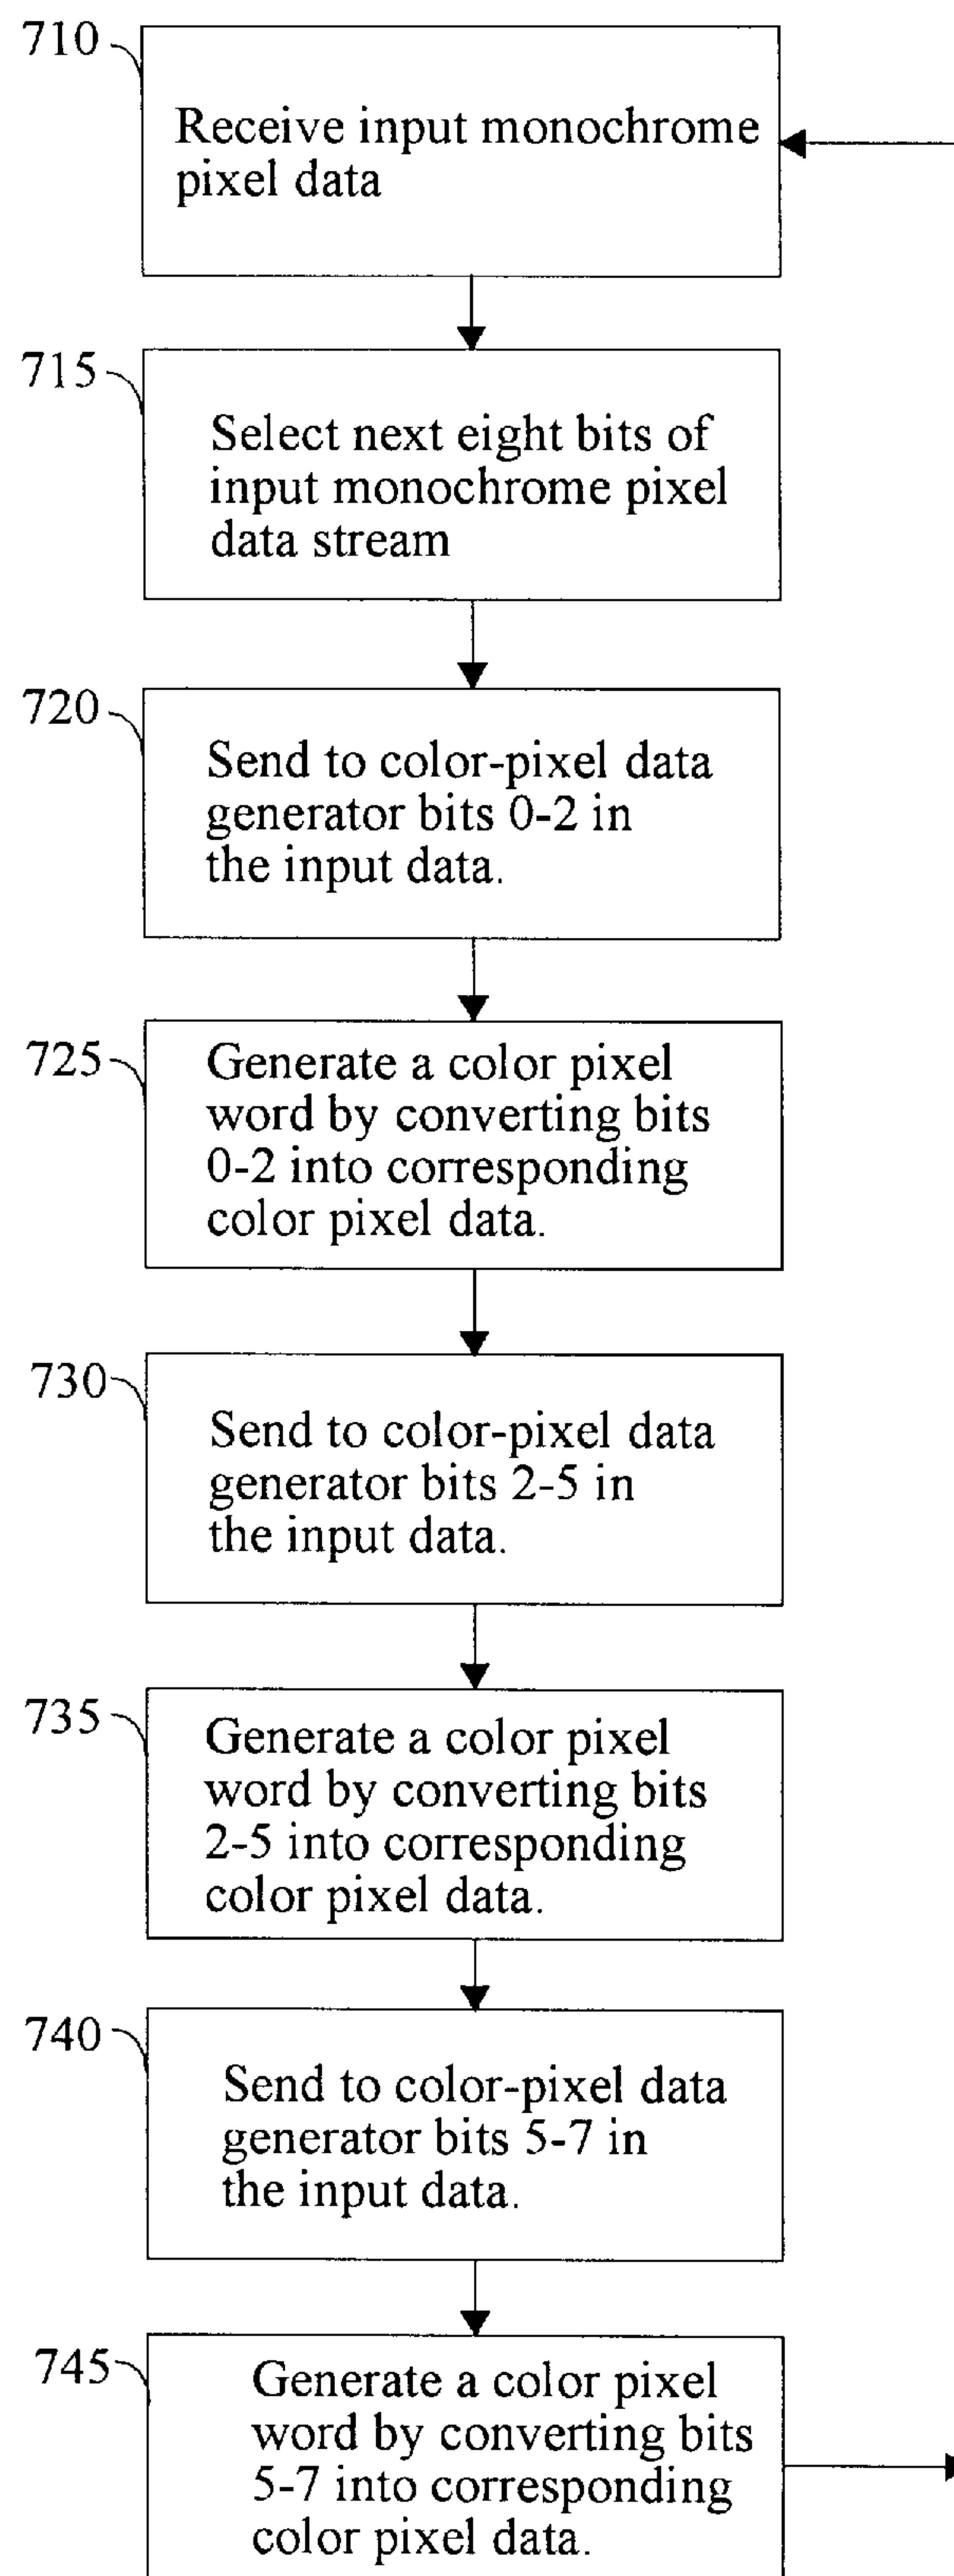 710
Receive input monochrome
pixel data
715
Select next eight bits of
input monochrome pixel
data stream
720
Send to color-pixel data
generator bits 0-2 in
the input data.
725
Generate a color pixel
word by converting bits
0-2 into corresponding
color pixel data.
730
Send to color-pixel data
generator bits 2-5 in
the input data.
735
Generate a color pixel
word by converting bits
2-5 into corresponding
color pixel data.
740
Send to color-pixel data
generator bits 5-7 in
the input data.
745
Generate a color pixel
word by converting bits
5-7 into corresponding
color pixel data.